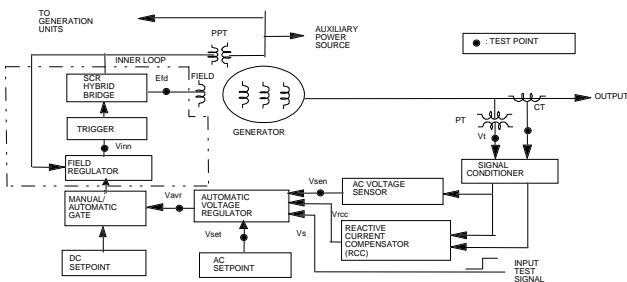 TO
GENERATION
UNITS
PPT
AUXILIARY
POWER
SOURCE
: TEST POINT
INNER LOOP
SCR
HYBRID
BRIDGE
Efd
FIELD
GENERATOR
OUTPUT
CT
PT
Vt
TRIGGER
Vinn
FIELD
REGULATOR
SIGNAL
CONDITIONER
MANUAL/
AUTOMATIC
GATE
Vavr
AUTOMATIC
VOLTAGE
REGULATOR
Vsen
AC VOLTAGE
SENSOR
Vrcc
REACTIVE
CURRENT
COMPENSATOR
(RCC)
Vset
Vs
DC
SETPOINT
AC
SETPOINT
INPUT
TEST
SIGNAL